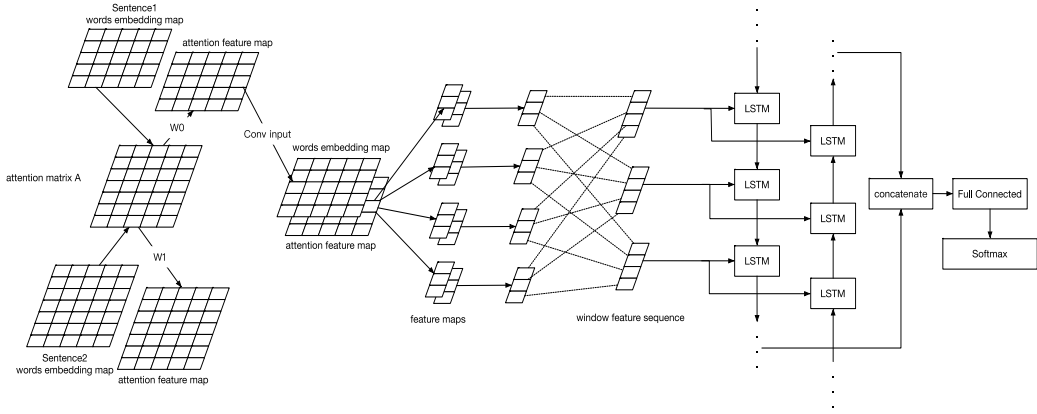 Sentence1
words embedding map
attention feature map
W0
Conv input
attention matrix A
words embedding map
attention feature map
W1
Sentence2
words embedding map
attention feature map
feature maps
window feature sequence
LSTM
LSTM
LSTM
LSTM
LSTM
LSTM
concatenate
Full Connected
Softmax